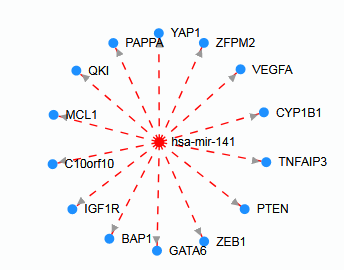 YAP1
PAPPA
ZFPM2
QKI
VEGFA
MCL1
CYP1B1
hsa-mir-141
C10orf10
TNFAIP3
IGF1R
PTEN
BAP1
ZEB1
GATA6